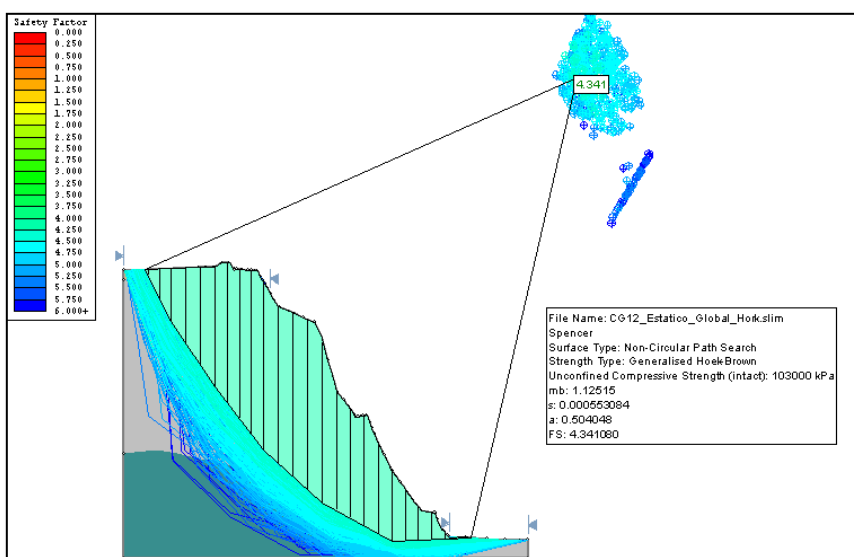 Safety Factor
0.000
0.250
0.500
0.750
1.000
1.250
1.500
1.750
2.000
2.250
2.500
2.750
3.000
3.250
3.500
3.750
4.000
4.250
4.500
4.750
5.000
5.250
5.500
5.750
6.000+
4.341
File Name: CG12_Estatico_Global_Hork.slim
Spencer
Surface Type: Non-Circular Path Search
Strength Type: Generalised Hoek-Brown
Unconfined Compressive Strength (intact): 103000 kPa
mb: 1.12515
s: 0.000553084
a: 0.504048
FS: 4.341080